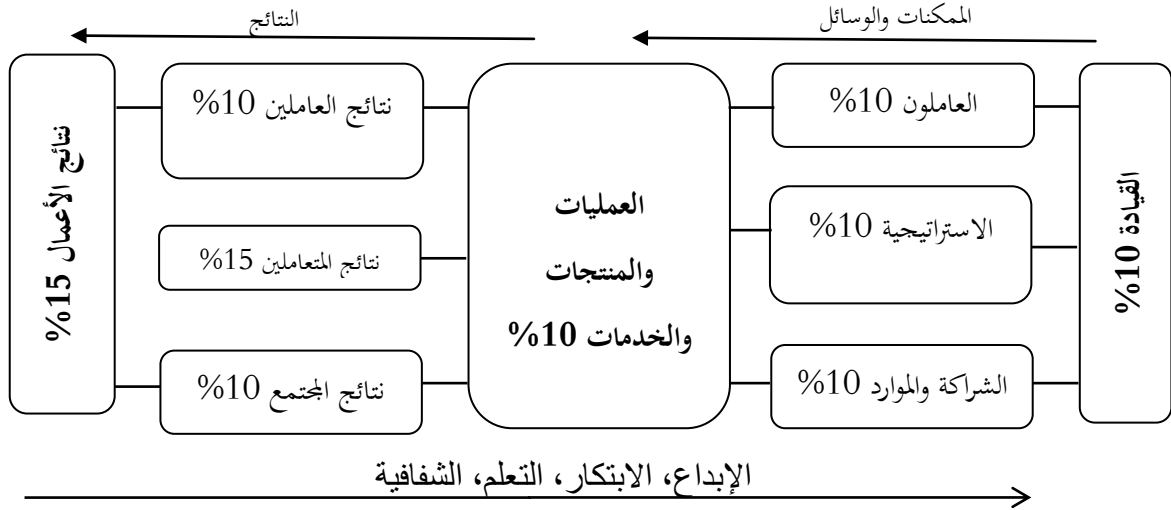 الممكنات والوسائل
النتائج
القيادة 10%
العاملون 10%
الاستراتيجية 10%
الشراكة والموارد 10%
العمليات
والمنتجات
والخدمات 10%
نتائج العاملين 10%
نتائج المتعاملين 15%
نتائج المجتمع 10%
نتائج الأعمال 15%
الإبداع، الابتكار، التعلم، الشفافية